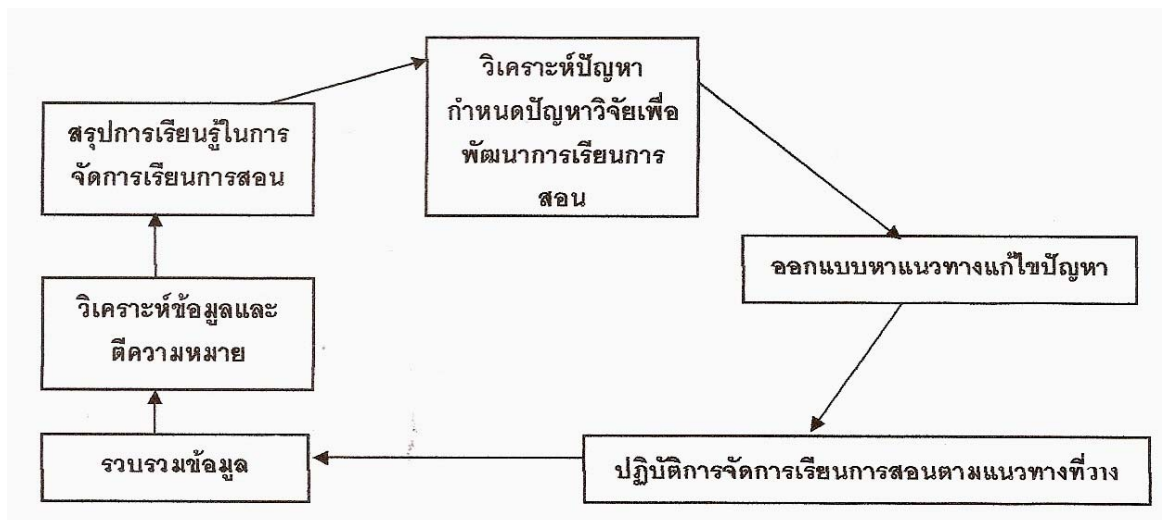 วิเคราะห์ปัญหา
กำหนดปัญหาวิจัยเพื่อ
พัฒนาการเรียนการ
สอน
ออกแบบหาแนวทางแก้ไขปัญหา
ปฏิบัติการจัดการเรียนการสอนตามแนวทางที่วาง
รวบรวมข้อมูล
วิเคราะห์ข้อมูลและ
ตีความหมาย
สรุปการเรียนรู้ในการ
จัดการเรียนการสอน